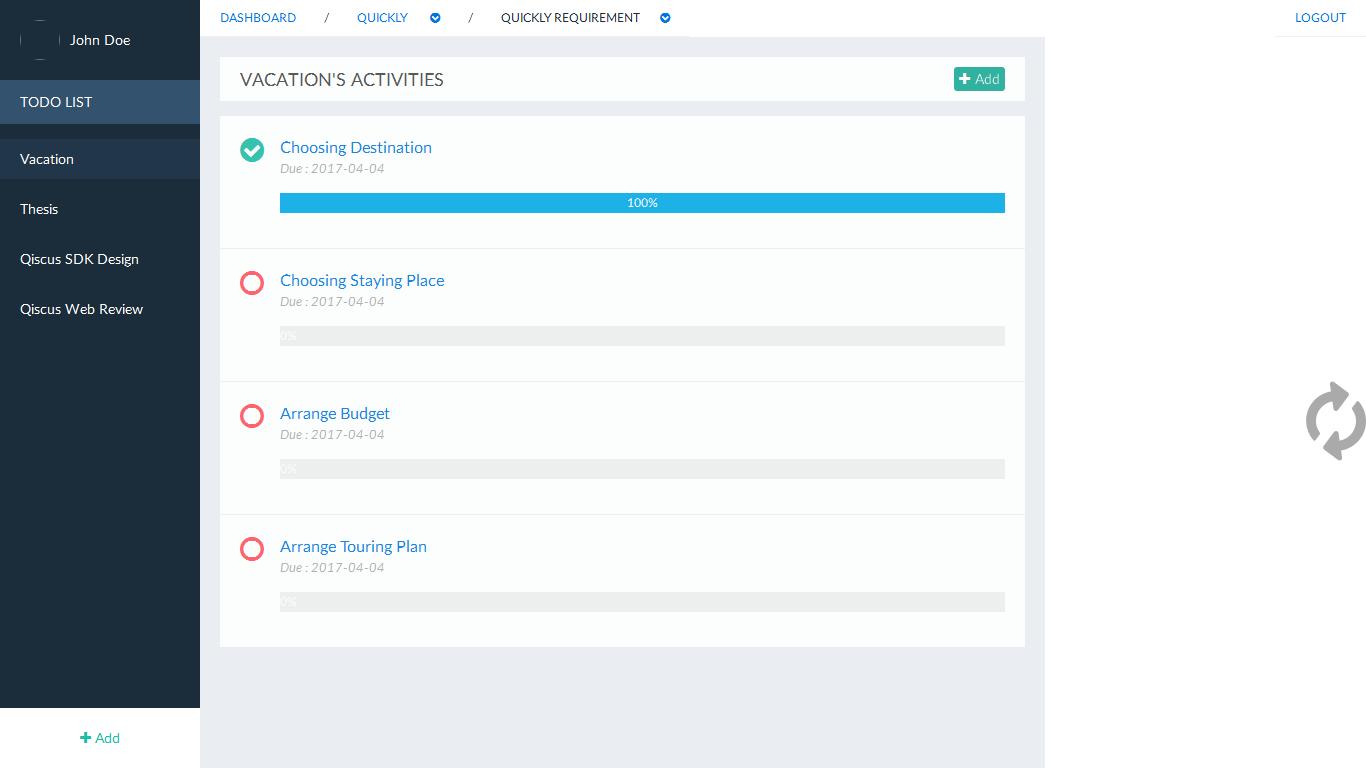 John Doe
DASHBOARD / QUICKLY / QUICKLY REQUIREMENT LOGOUT
TODO LIST
Vacation
Thesis
Qiscus SDK Design
Qiscus Web Review
Add
VACATION'S ACTIVITIES Add
Choosing Destination
Due : 2017-04-04
100%
Choosing Staying Place
Due : 2017-04-04
0%
Arrange Budget
Due : 2017-04-04
0%
Arrange Touring Plan
Due : 2017-04-04
0%